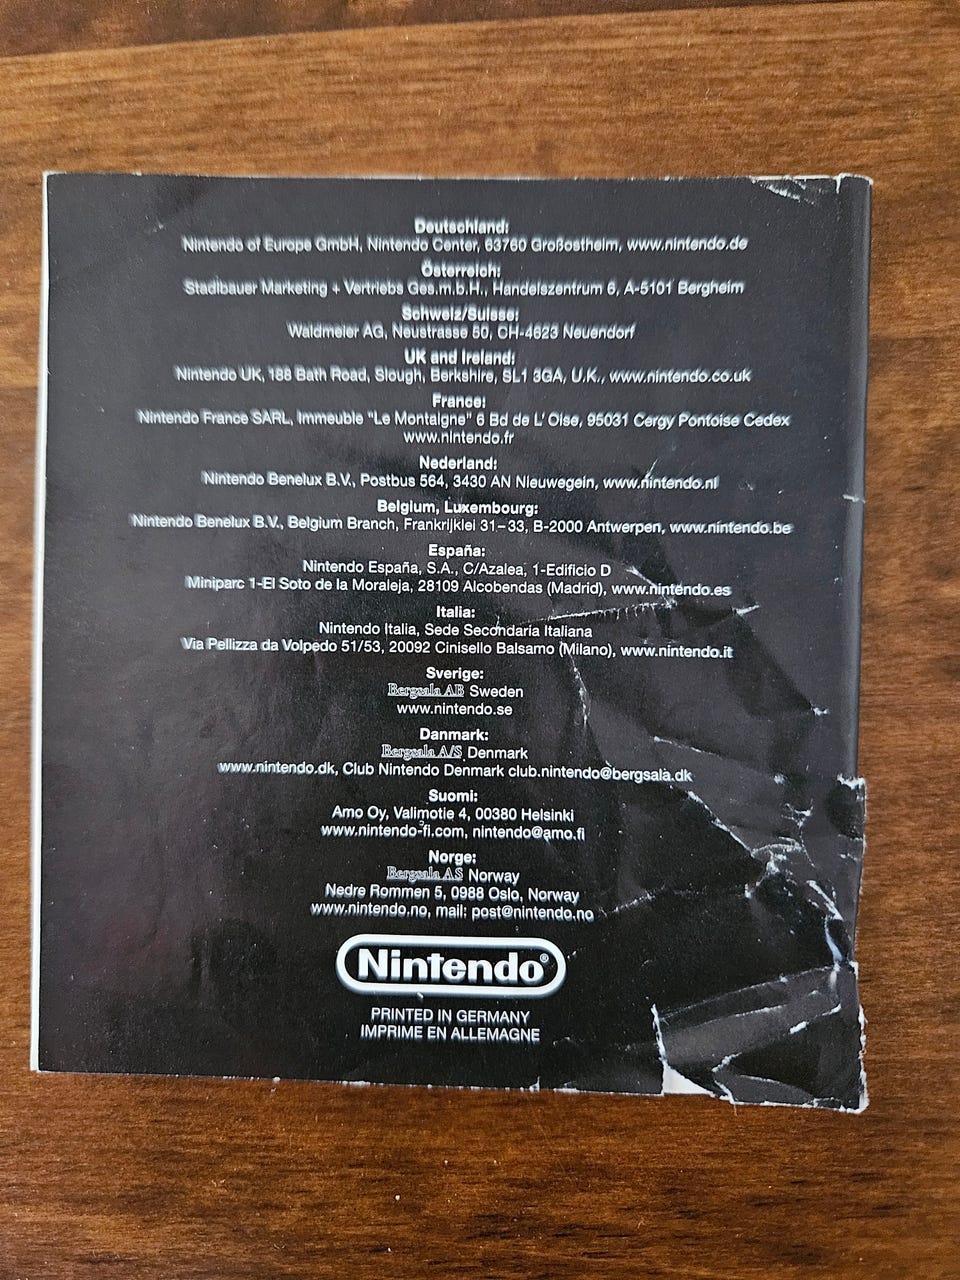 Deutschland:
Nintendo of Europe GmbH, Nintendo Center, 63760 Großostheim, www.nintendo.de
Österreich:
Stadlbauer Marketing + Vertriebs Ges.m.b.H., Handelszentrum 6, A-5101 Bergheim
Schweiz/Suisse:
Waldmeier AG, Neustrasse 50, CH-4623 Neuendorf
UK and Ireland:
Nintendo UK, 188 Bath Road, Slough, Berkshire, SL1 3GA, U.K., www.nintendo.co.uk
France:
Nintendo France SARL, Immeuble "Le Montaigne" 6 Bd de L' Oise, 95031 Cergy Pontoise Cedex
www.nintendo.fr
Nederland:
Nintendo Benelux B.V., Postbus 564, 3430 AN Nieuwegein, www.nintendo.nl
Belgium, Luxembourg:
Nintendo Benelux B.V., Belgium Branch, Frankrijklei 31–33, B-2000 Antwerpen, www.nintendo.be
España:
Nintendo España, S.A., C/Azalea, 1-Edificio D
Miniparc 1-El Soto de la Moraleja, 28109 Alcobendas (Madrid), www.nintendo.es
Italia:
Nintendo Italia, Sede Secondaria Italiana
Via Pellizza da Volpedo 51/53, 20092 Cinisello Balsamo (Milano), www.nintendo.it
Sverige:
Bergsala AB Sweden
www.nintendo.se
Danmark:
Bergsala A/S Denmark
www.nintendo.dk, Club Nintendo Denmark club.nintendo@bergsala.dk
Suomi:
Amo Oy, Valimotie 4, 00380 Helsinki
www.nintendo-fi.com, nintendo@amo.fi
Norge:
Bergsala AS Norway
Nedre Rommen 5, 0988 Oslo, Norway
www.nintendo.no, mail: post@nintendo.no
Nintendo®
PRINTED IN GERMANY
IMPRIME EN ALLEMAGNE